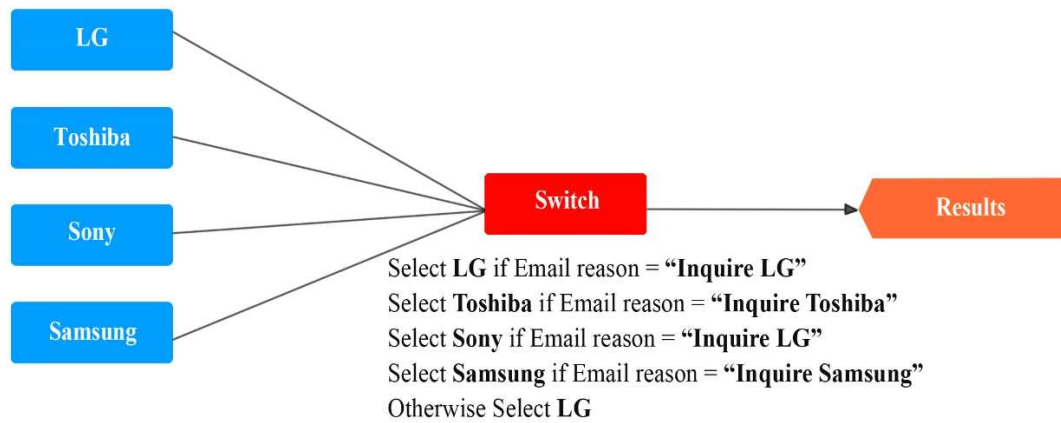 LG
Toshiba
Sony
Samsung
Switch
Results
Select LG if Email reason = “Inquire LG”
Select Toshiba if Email reason = “Inquire Toshiba”
Select Sony if Email reason = “Inquire LG”
Select Samsung if Email reason = “Inquire Samsung”
Otherwise Select LG